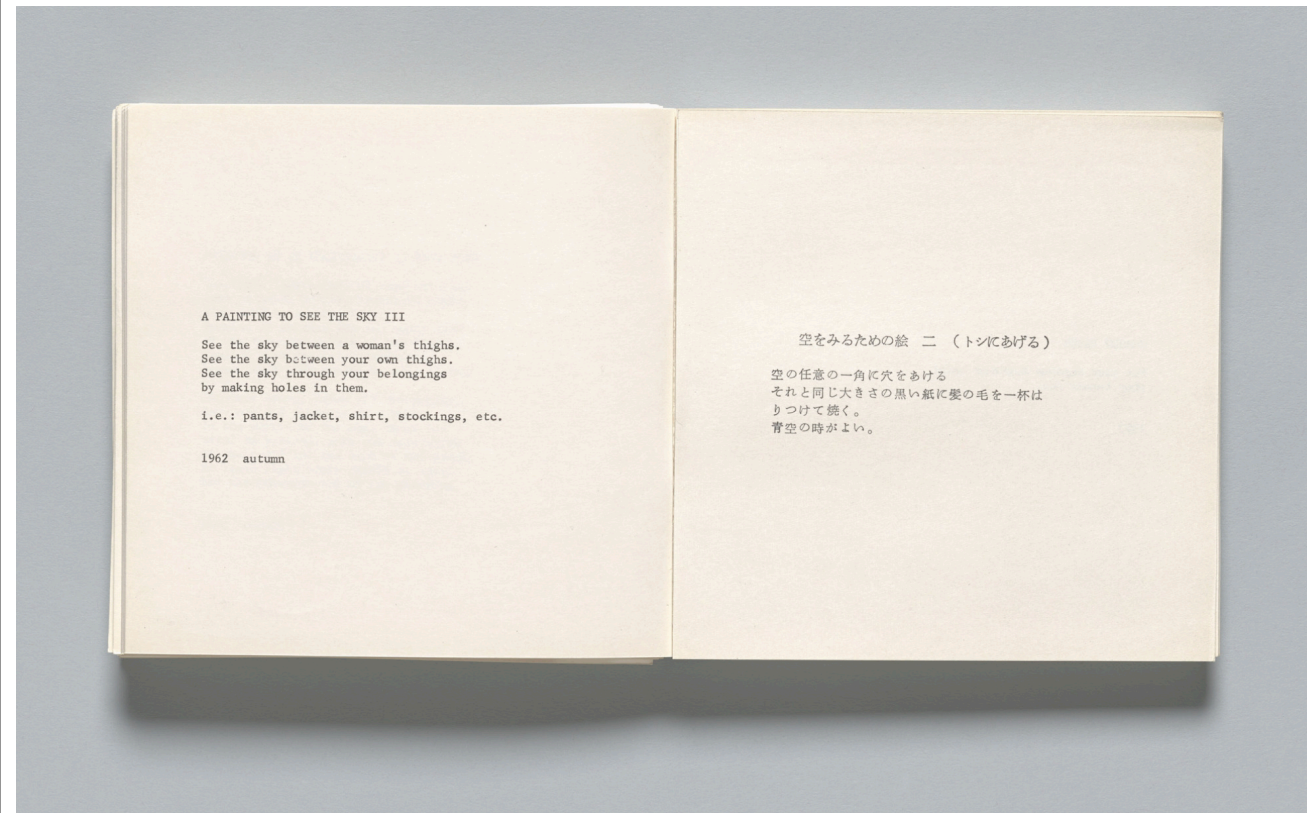 A PAINTING TO SEE THE SKY III
See the sky between a woman's thighs.
See the sky between your own thighs.
See the sky through your belongings
by making holes in them.
i.e.: pants, jacket, shirt, stockings, etc.
1962 autumn
空をみるための絵 二 (トシにあげる)
空の任意の一角に穴をあける
それと同じ大きさの黒い紙に髪の毛を一杯は
りつけて焼く。
青空の時がよい。